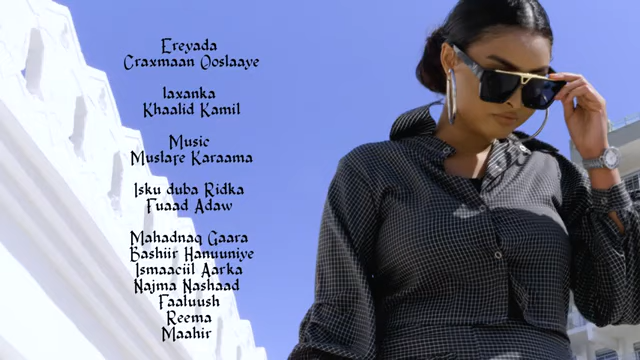 Ereyada
Craxmaan Ooslaaye
laxanka
Khaalid Kamil
Music
Mustafe Karaama
Isku duba Ridka
Fuaad Adaw
Mahadnaq Gaara
Bashiir Hanuuniye
Ismaaciil Aarka
Najma Nashaad
Faaluush
Reema
Maahir